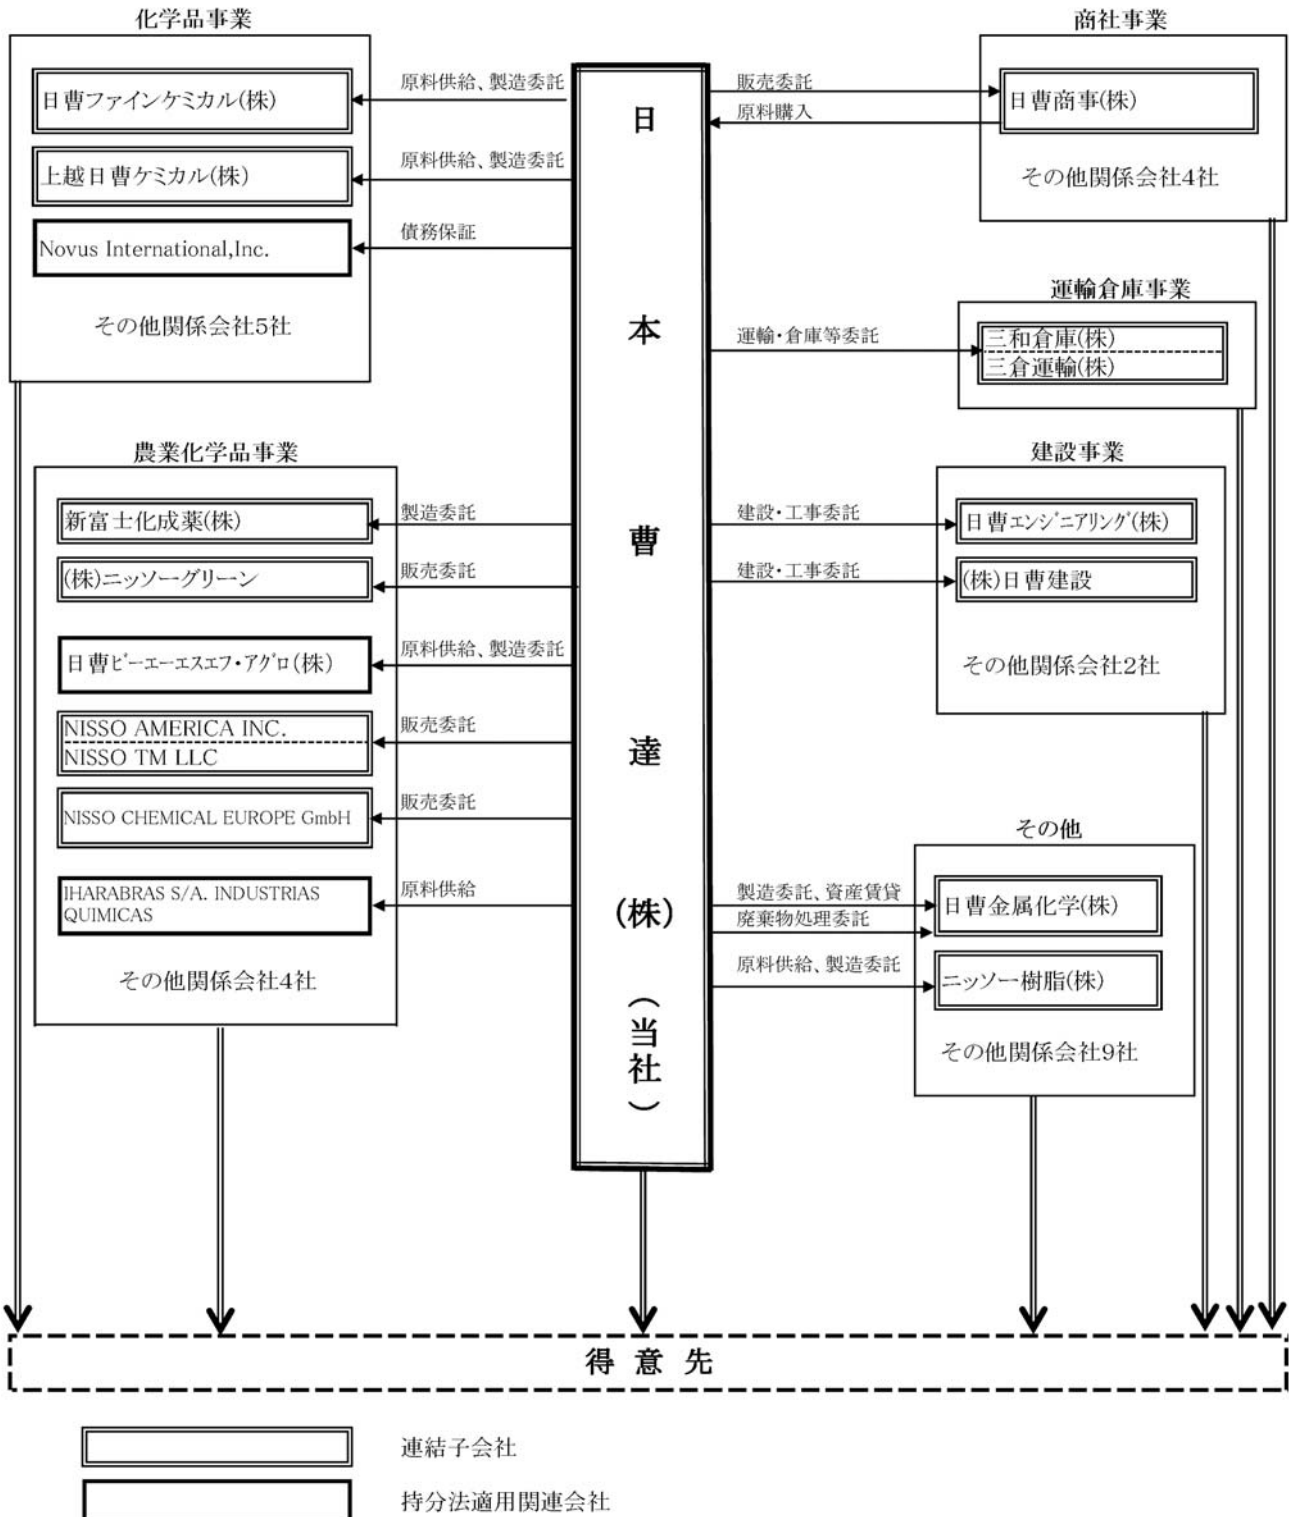 化学品事業
日曹ファインケミカル(株)
原料供給、製造委託
上越日曹ケミカル(株)
原料供給、製造委託
Novus International,Inc.
債務保証
その他関係会社5社
農業化学品事業
新富士化成薬(株)
製造委託
(株)ニッソーグリーン
販売委託
日曹ﾋﾞｰｴｰｴｽｴﾌ・ｱｸﾞﾛ(株)
原料供給、製造委託
NISSO AMERICA INC.
NISSO TM LLC
販売委託
NISSO CHEMICAL EUROPE GmbH
販売委託
IHARABRAS S/A. INDUSTRIAS
QUIMICAS
原料供給
その他関係会社4社
日本曹達(株)(当社)
商社事業
販売委託
原料購入
日曹商事(株)
その他関係会社4社
運輸倉庫事業
運輸・倉庫等委託
三和倉庫(株)
三倉運輸(株)
建設事業
建設・工事委託
日曹ｴﾝｼﾞﾆｱﾘﾝｸﾞ(株)
建設・工事委託
(株)日曹建設
その他関係会社2社
その他
製造委託、資産賃貸
廃棄物処理委託
日曹金属化学(株)
原料供給、製造委託
ニッソー樹脂(株)
その他関係会社9社
得意先
連結子会社
持分法適用関連会社